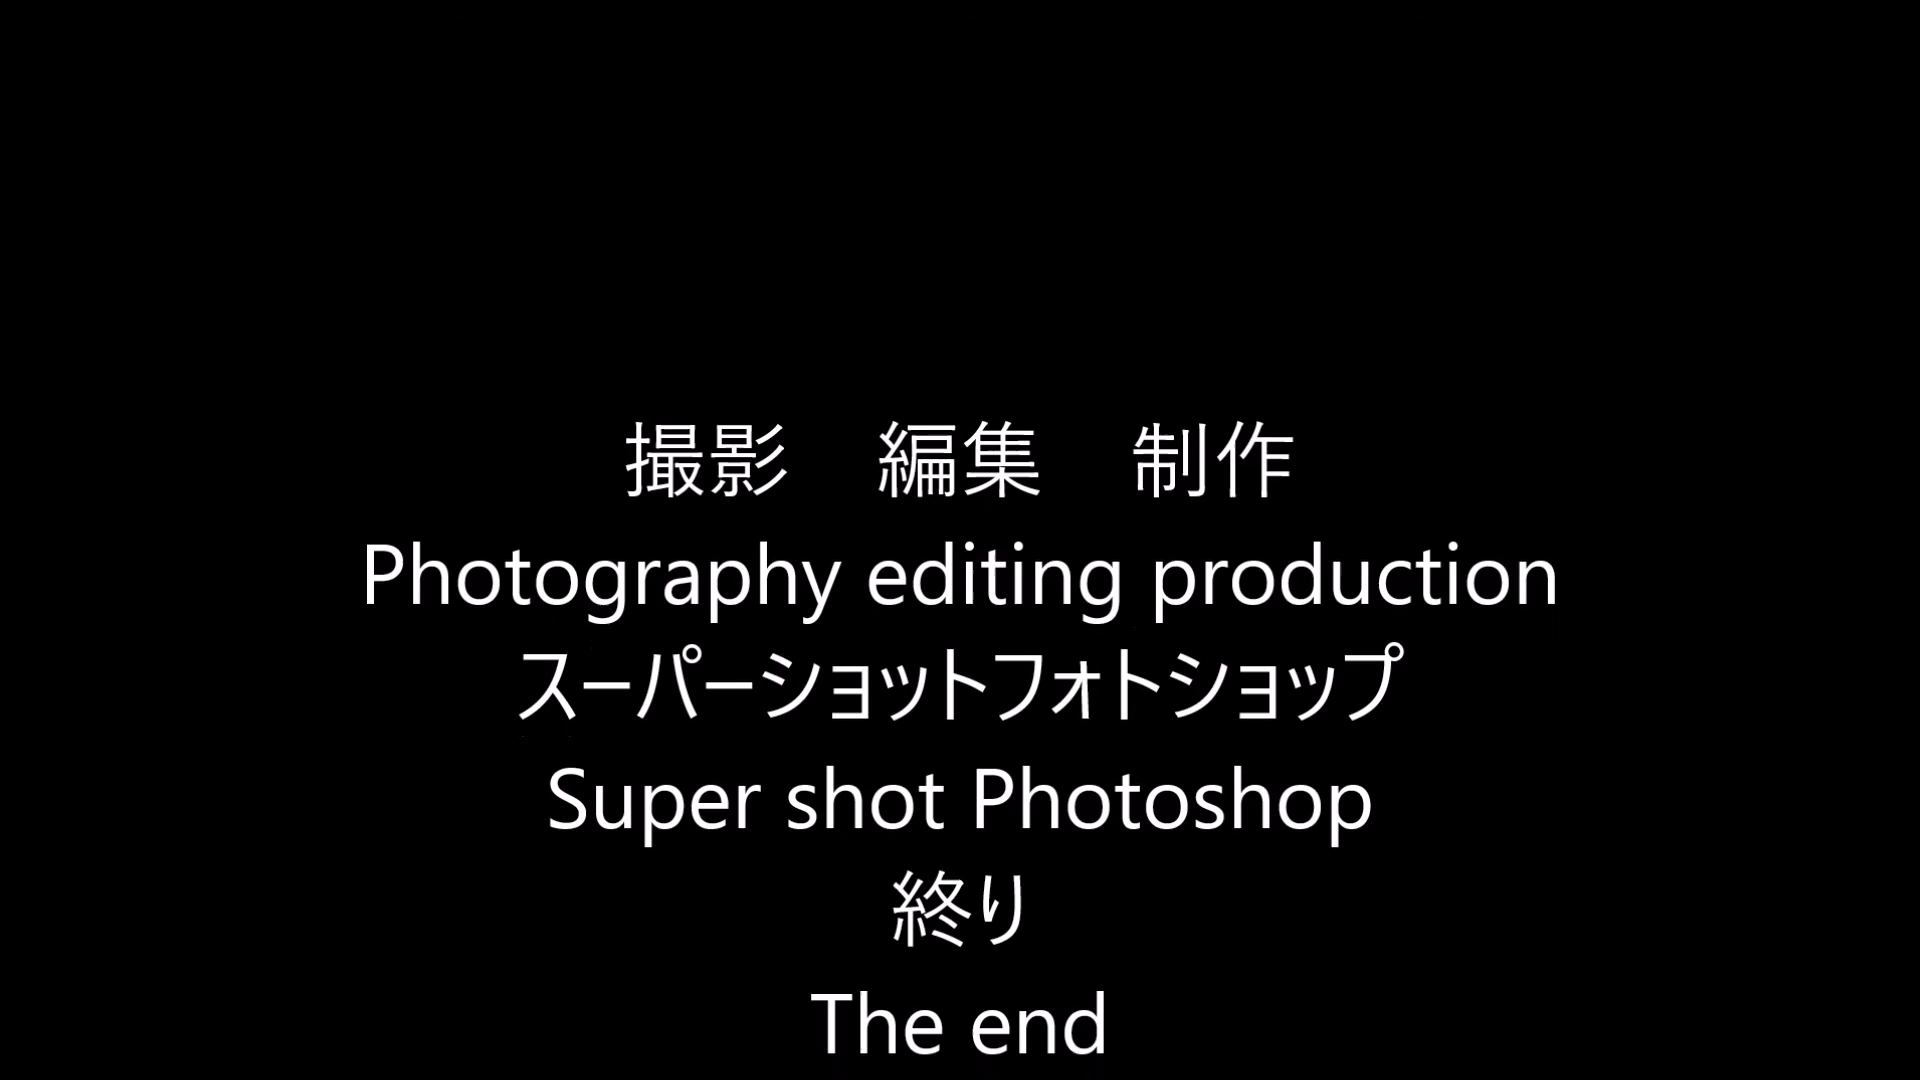 撮影　編集　制作
Photography editing production
スーパーショットフォトショップ
Super shot Photoshop
終り
The end